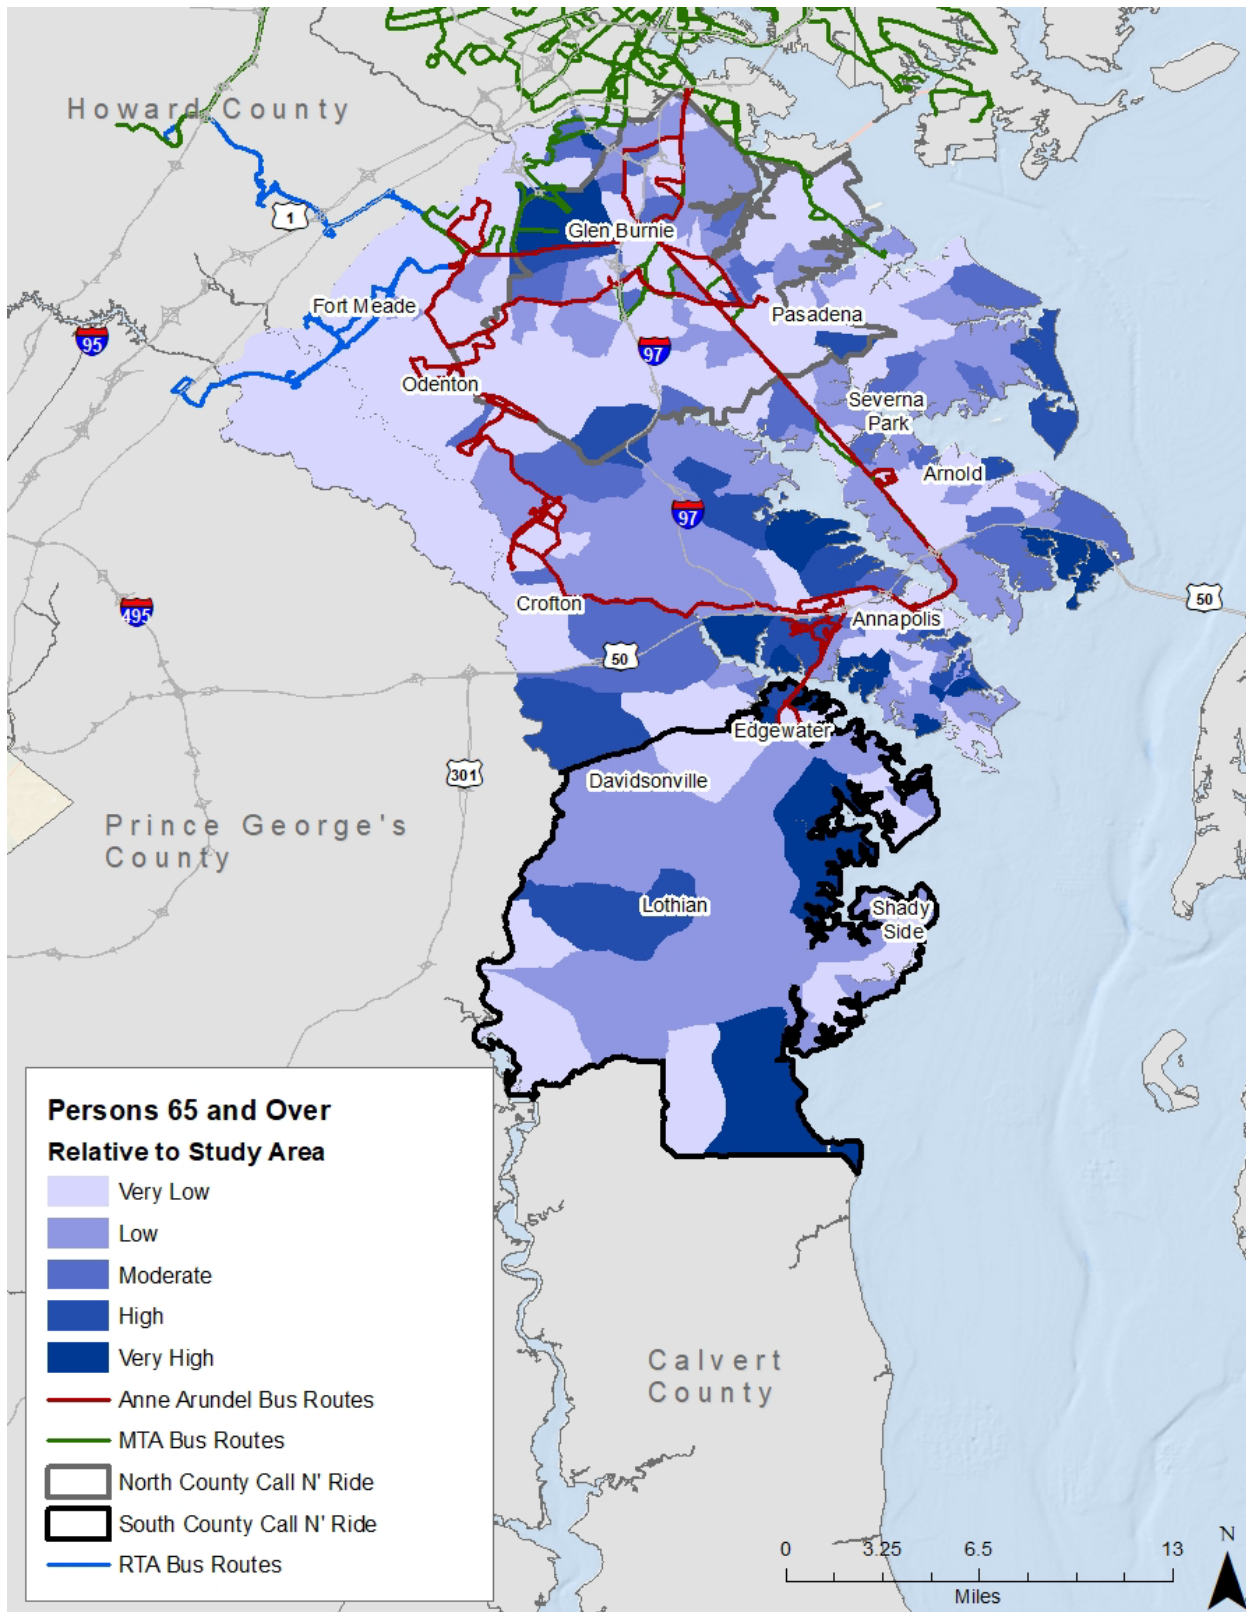 Howard County
1
Glen Burnie
Fort Meade
Pasadena
95
97
Odenton
Severna
Park
Arnold
97
495
Crofton
Annapolis
50
50
Edgewater
301
Davidsonville
Prince George's
County
Lothian
Shady
Side
Persons 65 and Over
Relative to Study Area
Very Low
Low
Moderate
High
Very High
Anne Arundel Bus Routes
MTA Bus Routes
North County Call N' Ride
South County Call N' Ride
RTA Bus Routes
Calvert
County
N
0 3.25 6.5 13
Miles